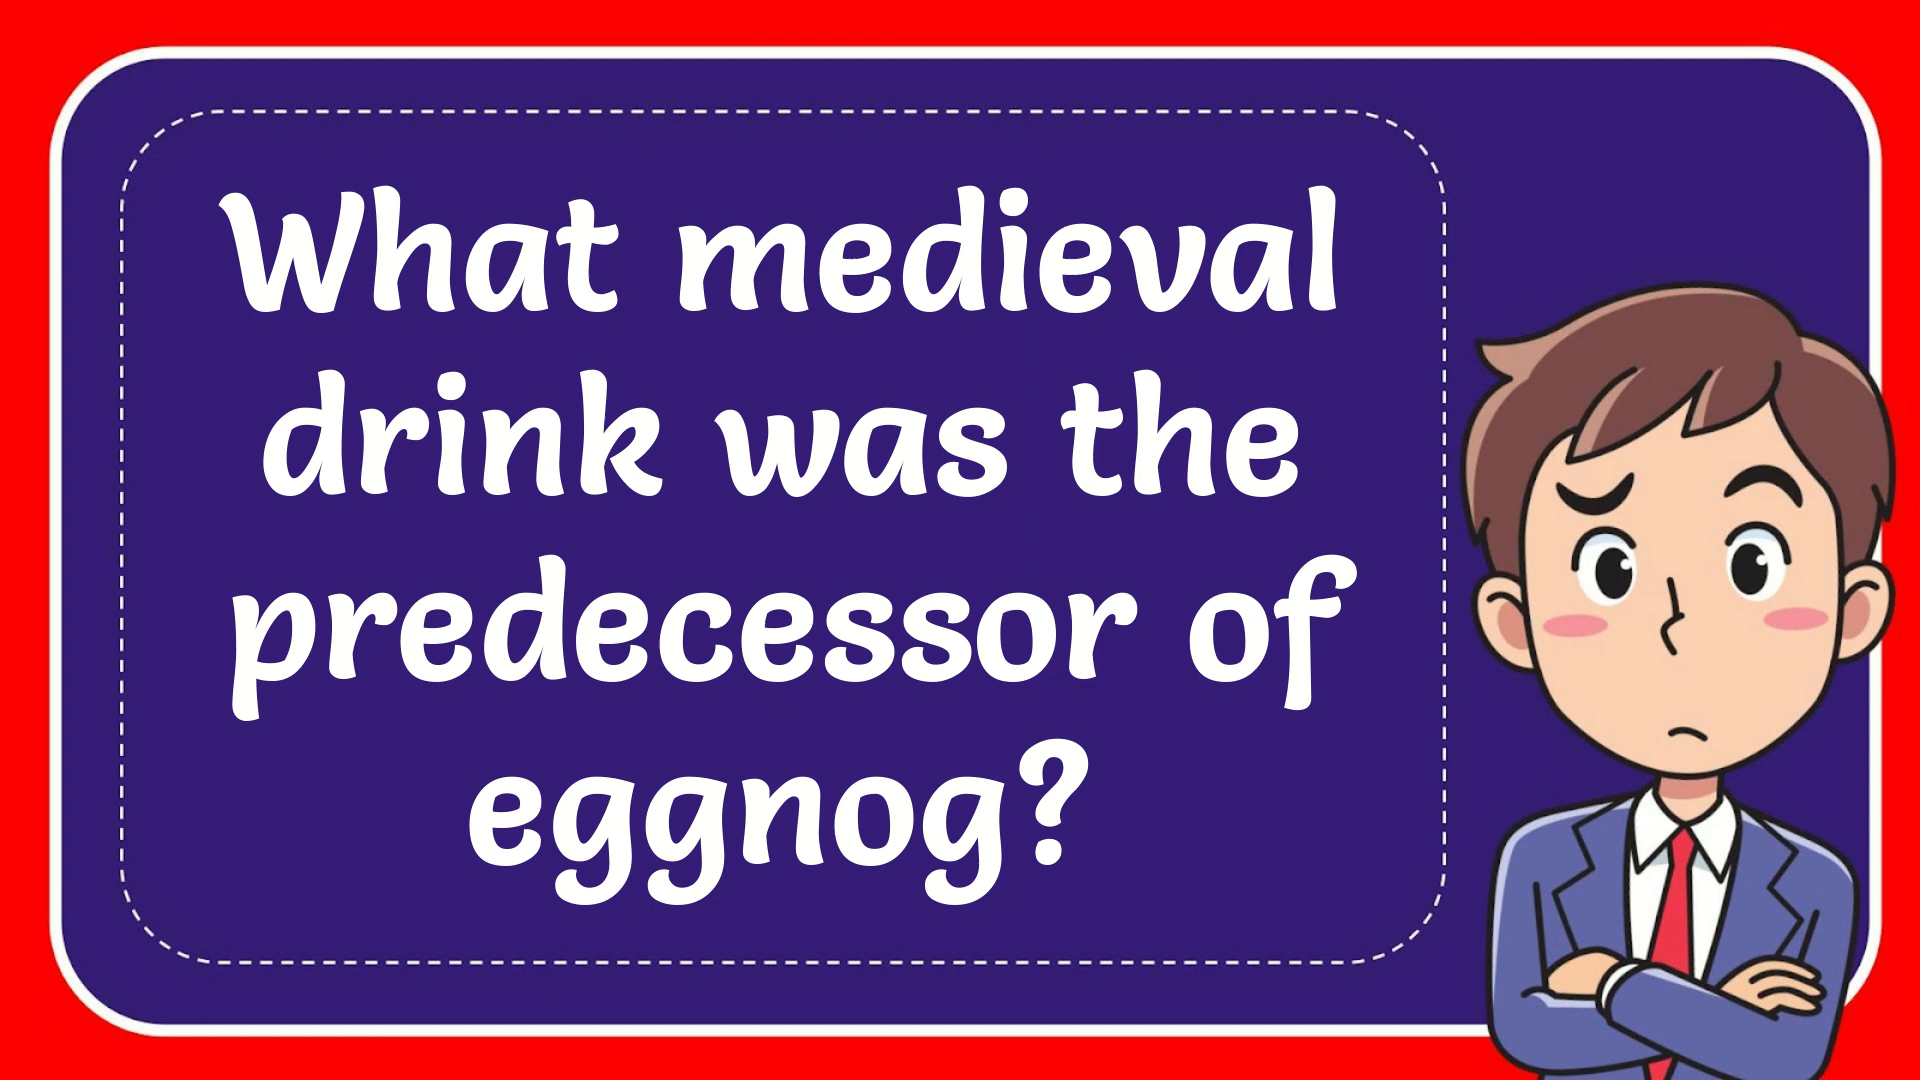 What medieval
drink was the
predecessor of
eggnog?